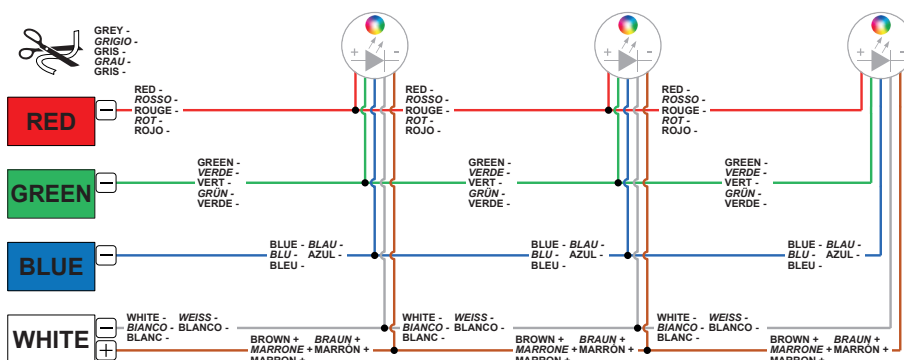 GREY -
GRIGIO -
GRIS -
GRAU -
GRIS -
+ -
+ -
+ -
RED
−
RED -
ROSSO -
ROUGE -
ROT -
ROJO -
RED -
ROSSO -
ROUGE -
ROT -
ROJO -
RED -
ROSSO -
ROUGE -
ROT -
ROJO -
GREEN
−
GREEN -
VERDE -
VERT -
GRÜN -
VERDE -
GREEN -
VERDE -
VERT -
GRÜN -
VERDE -
GREEN -
VERDE -
VERT -
GRÜN -
VERDE -
BLUE
−
BLUE - BLAU -
BLU - AZUL -
BLEU -
BLUE - BLAU -
BLU - AZUL -
BLEU -
BLUE - BLAU -
BLU - AZUL -
BLEU -
WHITE
−
+
WHITE - WEISS -
BIANCO - BLANCO -
BLANC -
WHITE - WEISS -
BIANCO - BLANCO -
BLANC -
WHITE - WEISS -
BIANCO - BLANCO -
BLANC -
BROWN + BRAUN +
MARRONE + MARRÓN +
MARRON +
BROWN + BRAUN +
MARRONE + MARRÓN +
MARRON +
BROWN + BRAUN +
MARRONE + MARRÓN +
MARRON +